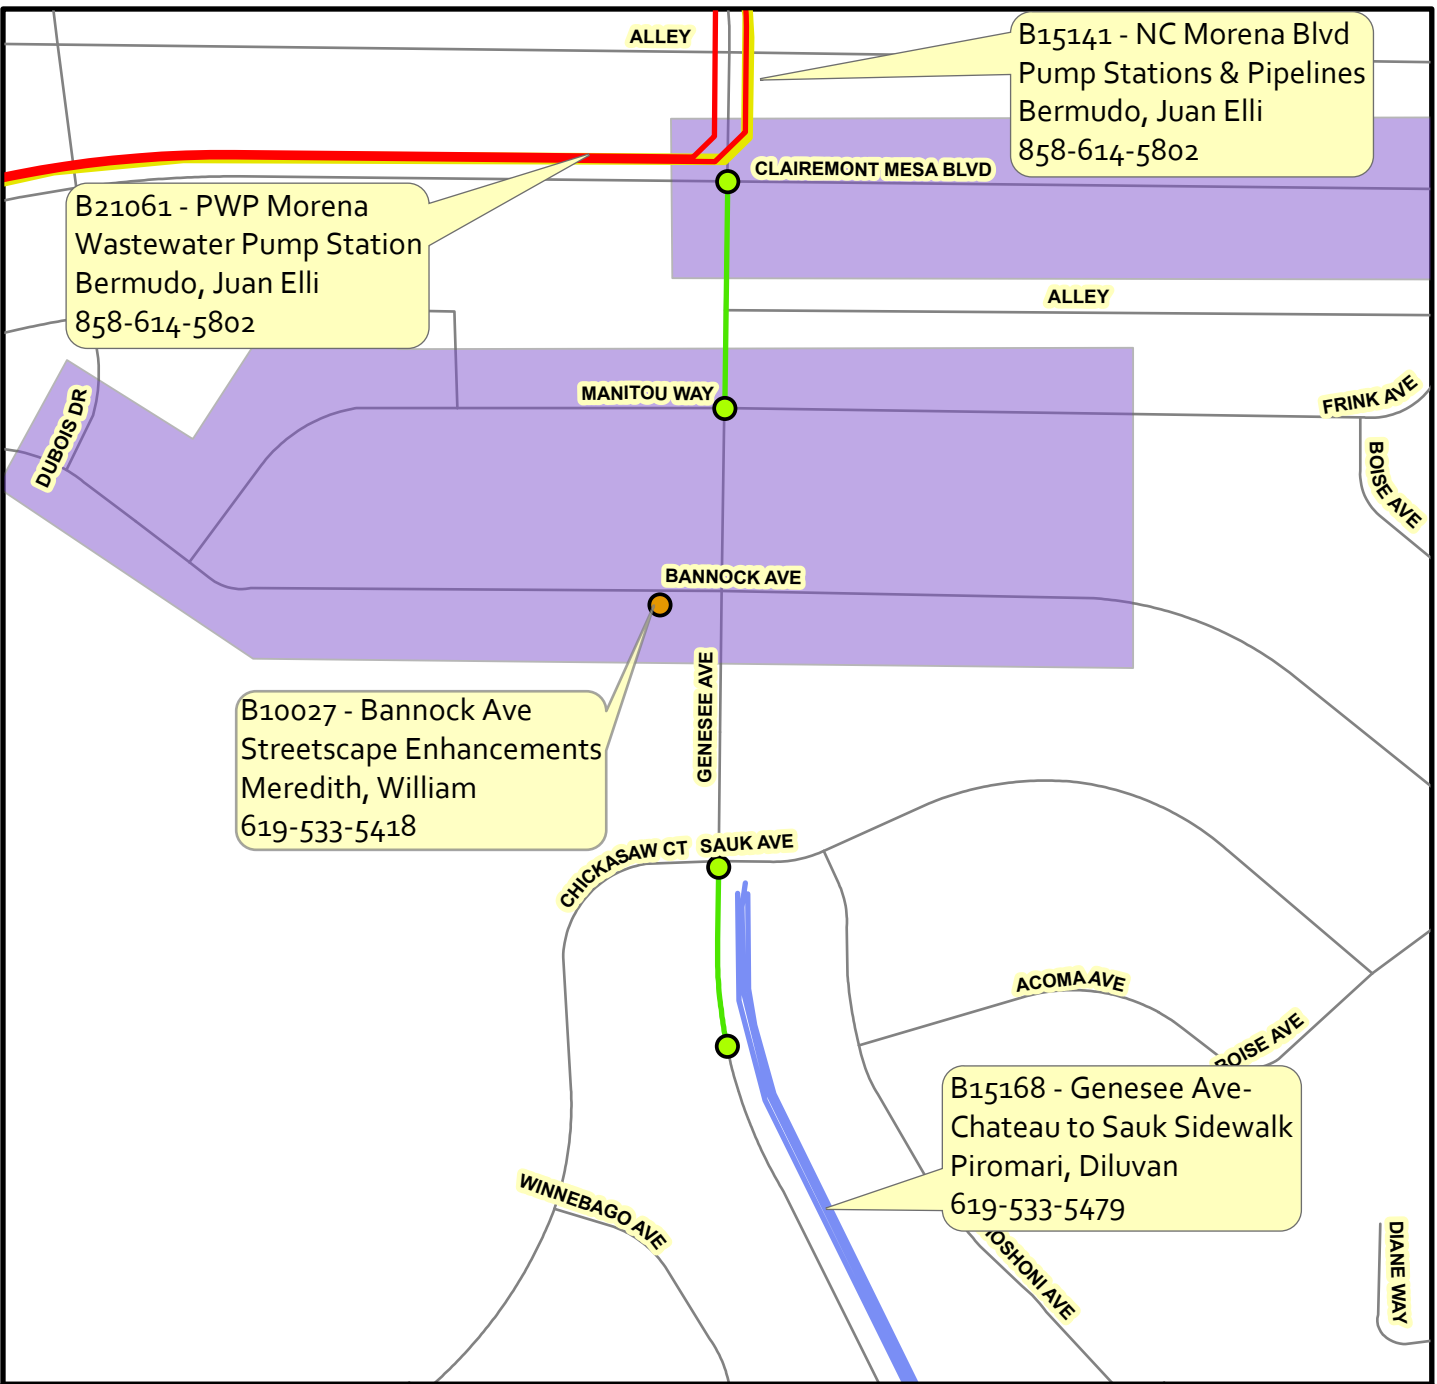 ALLEY
B15141 - NC Morena Blvd
Pump Stations & Pipelines
Bermudo, Juan Elli
858-614-5802
CLAIREMONT MESA BLVD
B21061 - PWP Morena
Wastewater Pump Station
Bermudo, Juan Elli
858-614-5802
ALLEY
MANITOU WAY
FRINK AVE
DUBOIS DR
BOISE AVE
BANNOCK AVE
GENESEE AVE
B10027 - Bannock Ave
Streetscape Enhancements
Meredith, William
619-533-5418
CHICKASAW CT
SAUK AVE
ACOMA AVE
BOISE AVE
B15168 - Genesee Ave-
Chateau to Sauk Sidewalk
Piromari, Diluvan
619-533-5479
WINNEBAGO AVE
OSHONI AVE
DIANE WAY